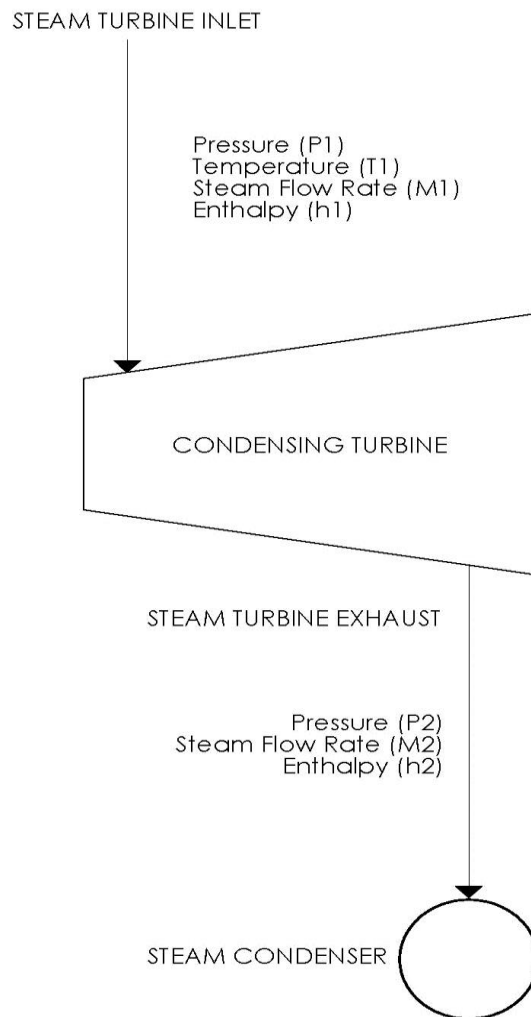 STEAM TURBINE INLET
Pressure (P1)
Temperature (T1)
Steam Flow Rate (M1)
Enthalpy (h1)
CONDENSING TURBINE
STEAM TURBINE EXHAUST
Pressure (P2)
Steam Flow Rate (M2)
Enthalpy (h2)
STEAM CONDENSER